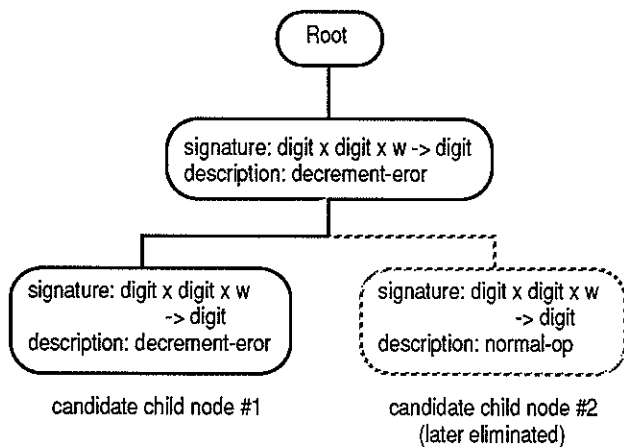 Root
signature: digit x digit x w -> digit
description: decrement-eror
signature: digit x digit x w
-> digit
description: decrement-eror
signature: digit x digit x w
-> digit
description: normal-op
candidate child node #1
candidate child node #2
(later eliminated)